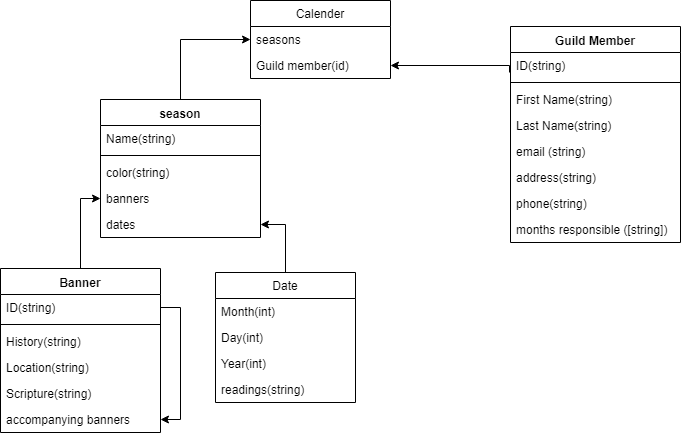 Calender
seasons
Guild member(id)
Guild Member
ID(string)
First Name(string)
Last Name(string)
email (string)
address(string)
phone(string)
months responsible ([string])
season
Name(string)
color(string)
banners
dates
Banner
ID(string)
History(string)
Location(string)
Scripture(string)
accompanying banners
Date
Month(int)
Day(int)
Year(int)
readings(string)